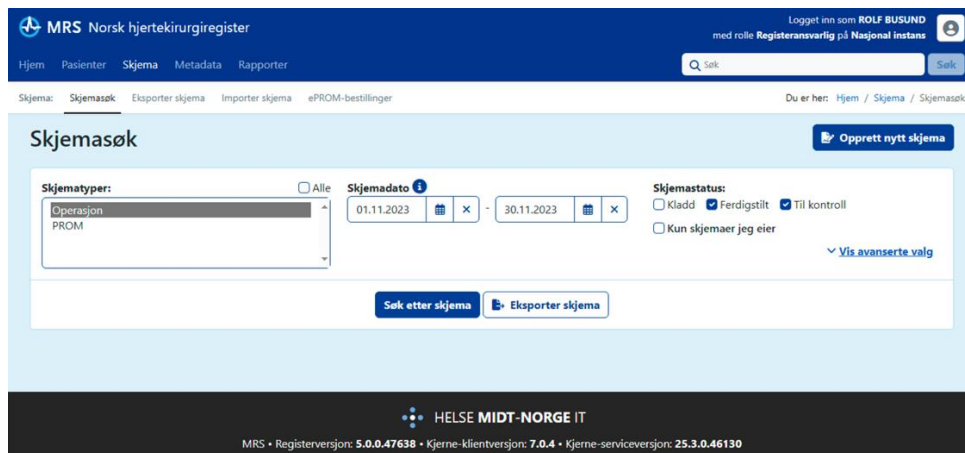 MRS Norsk hjertekirurgiregister
Logget inn som ROLF BUSUND
med rolle Registeransvarlig på Nasjonal instans
Hjem Pasienter Skjema Metadata Rapporter
Søk Søk
Skjema: Skjemasøk Eksporter skjema Importer skjema ePROM-bestillinger
Du er her: Hjem / Skjema / Skjemasøk
Skjemasøk
Opprett nytt skjema
Skjematyper: Alle
Operasjon
PROM
Skjemadato
01.11.2023 - 30.11.2023
Skjemastatus:
Kladd Ferdigstilt Til kontroll
Kun skjemaer jeg eier
Vis avanserte valg
Søk etter skjema Eksporter skjema
HELSE MIDT-NORGE IT
MRS • Registerversjon: 5.0.0.47638 • Kjerne-klientversjon: 7.0.4 • Kjerne-serviceversjon: 25.3.0.46130